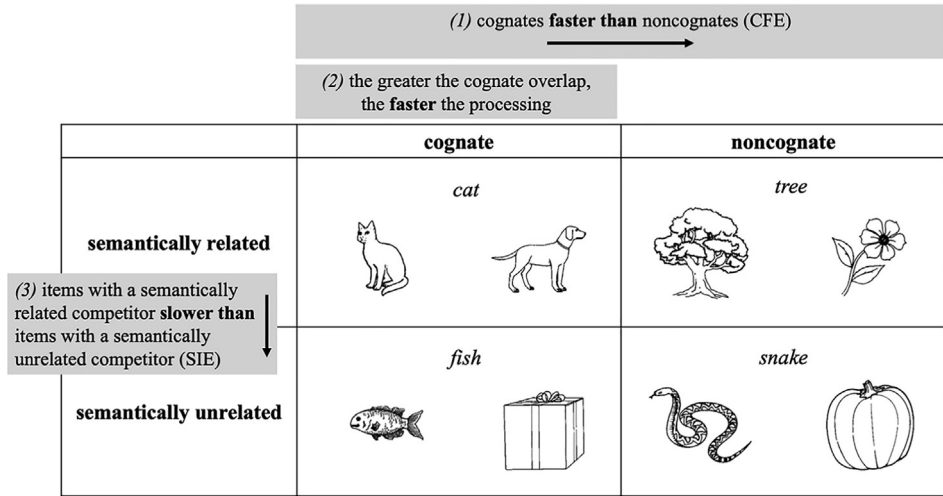 (1) cognates faster than noncognates (CFE)
(2) the greater the cognate overlap,
the faster the processing
cognate
noncognate
semantically related
cat
tree
(3) items with a semantically
related competitor slower than
items with a semantically
unrelated competitor (SIE)
semantically unrelated
fish
snake